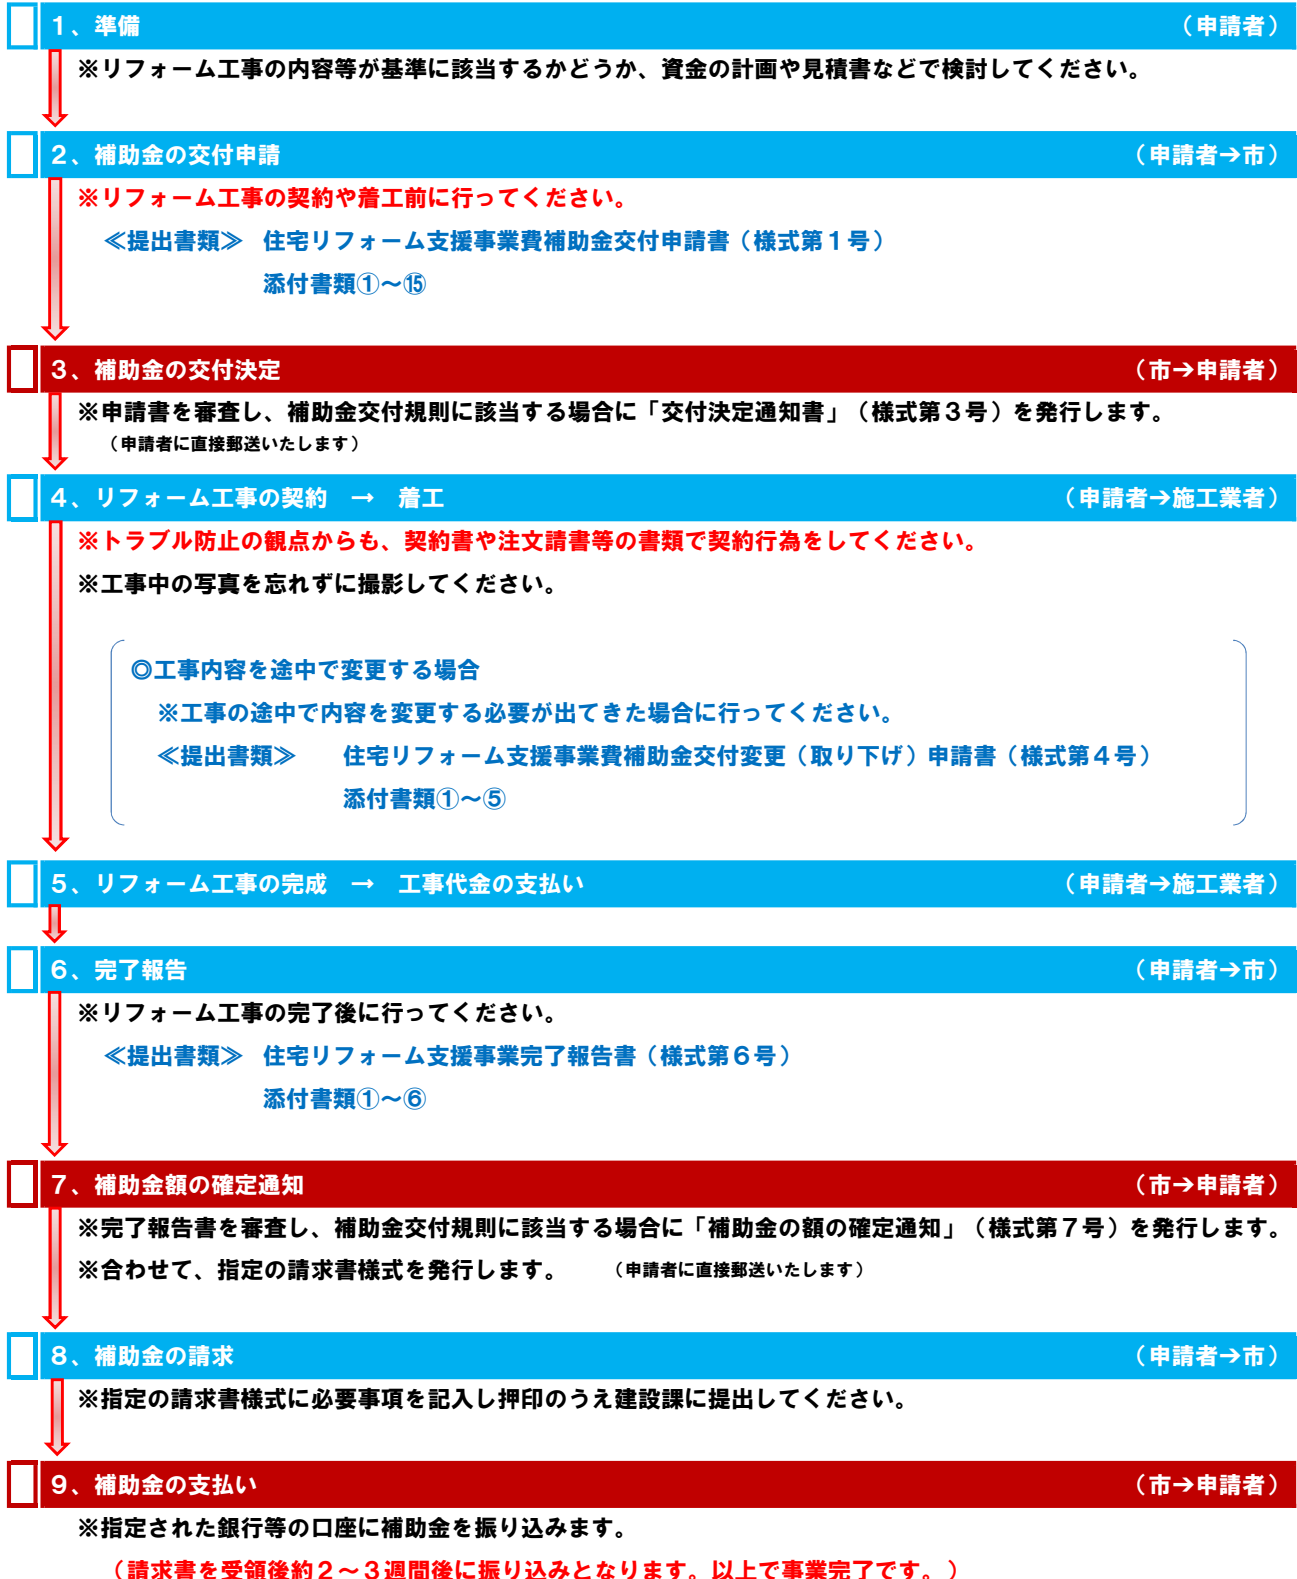 １、準備　（申請者）
※リフォーム工事の内容等が基準に該当するかどうか、資金の計画や見積書などで検討してください。
２、補助金の交付申請　（申請者→市）
※リフォーム工事の契約や着工前に行ってください。
≪提出書類≫　住宅リフォーム支援事業費補助金交付申請書（様式第１号）
添付書類①～⑮
３、補助金の交付決定　（市→申請者）
※申請書を審査し、補助金交付規則に該当する場合に「交付決定通知書」（様式第３号）を発行します。
（申請者に直接郵送いたします）
４、リフォーム工事の契約　→　着工　（申請者→施工業者）
※トラブル防止の観点からも、契約書や注文請書等の書類で契約行為をしてください。
※工事中の写真を忘れずに撮影してください。
◎工事内容を途中で変更する場合
※工事の途中で内容を変更する必要が出てきた場合に行ってください。
≪提出書類≫　住宅リフォーム支援事業費補助金交付変更（取り下げ）申請書（様式第４号）
添付書類①～⑤
５、リフォーム工事の完成　→　工事代金の支払い　（申請者→施工業者）
６、完了報告　（申請者→市）
※リフォーム工事の完了後に行ってください。
≪提出書類≫　住宅リフォーム支援事業完了報告書（様式第６号）
添付書類①～⑥
７、補助金額の確定通知　（市→申請者）
※完了報告書を審査し、補助金交付規則に該当する場合に「補助金の額の確定通知」（様式第７号）を発行します。
※合わせて、指定の請求書様式を発行します。　（申請者に直接郵送いたします）
８、補助金の請求　（申請者→市）
※指定の請求書様式に必要事項を記入し押印のうえ建設課に提出してください。
９、補助金の支払い　（市→申請者）
※指定された銀行等の口座に補助金を振り込みます。
（請求書を受領後約２～３週間後に振り込みとなります。以上で事業完了です。）